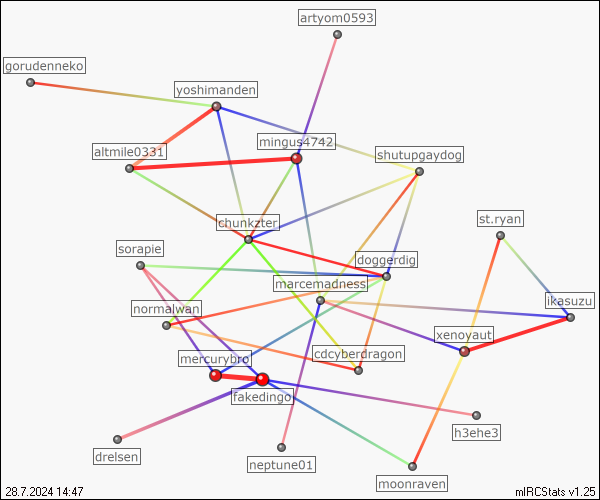 artyom0593
gorudenneko
yoshimanden
mingus4742
altmile0331
shutupgaydog
chunkzter
st.ryan
sorapie
doggerdig
marcemadness
ikasuzu
normalwan
xenoyaut
mercurybro
cdcyberdragon
fakedingo
h3ehe3
drelsen
neptune01
moonraven
28.7.2024 14:47
mIRCStats v1.25